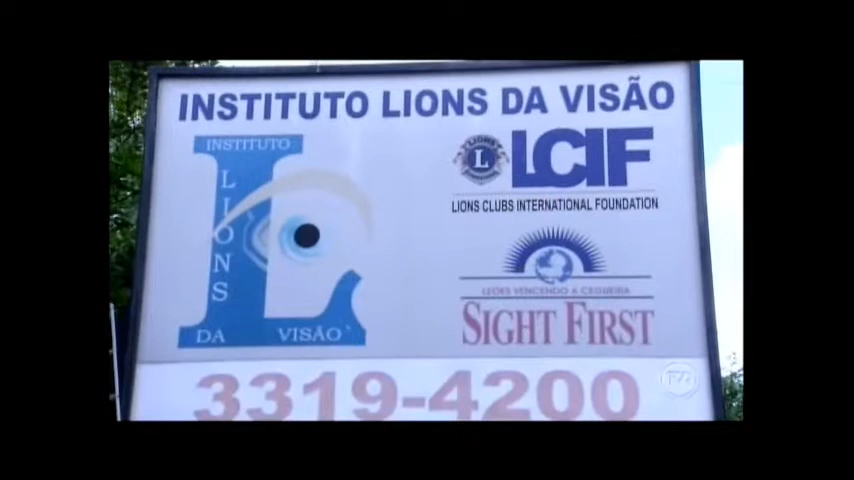 INSTITUTO LIONS DA VISÃO
INSTITUTO
LIONS
DA VISÃO
LIONS
L
LCIF
LIONS CLUBS INTERNATIONAL FOUNDATION
LEÕES VENCENDO A CEGUEIRA
SIGHT FIRST
3319-4200